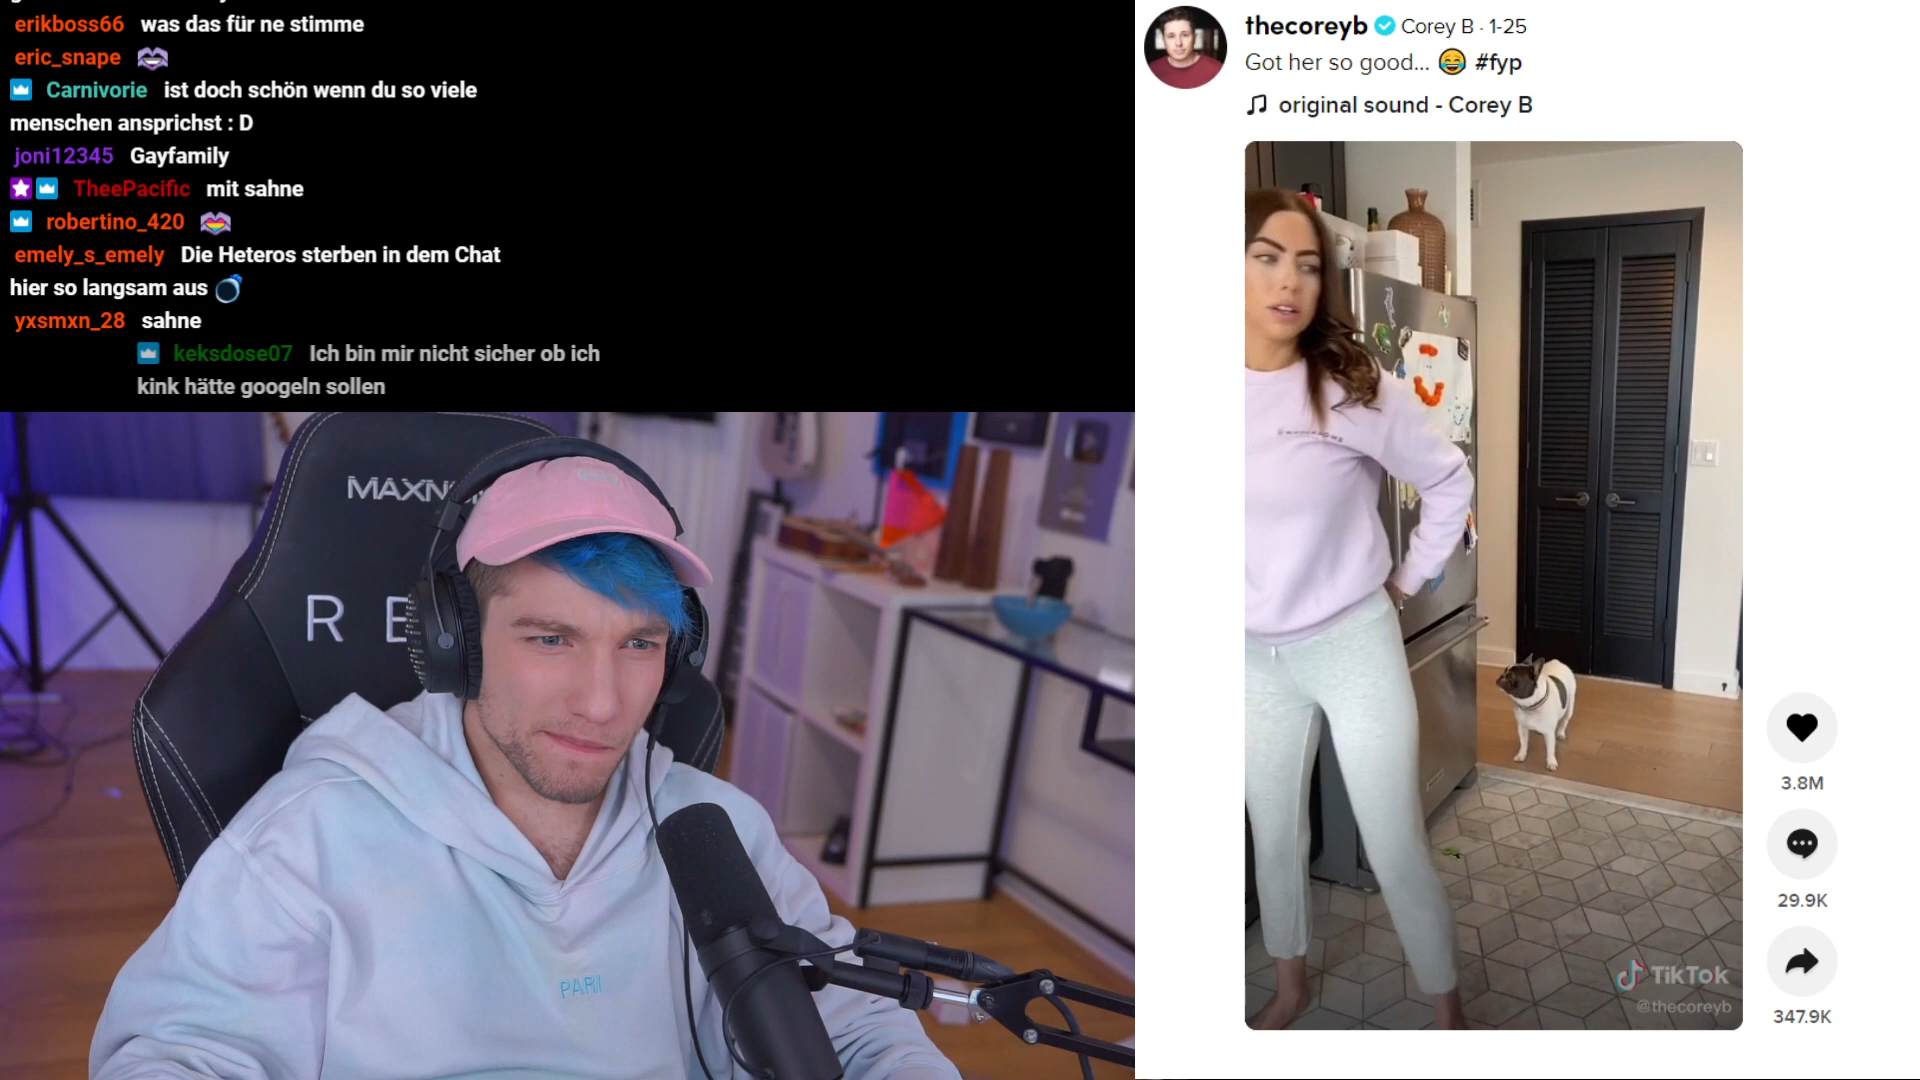 erikboss66 was das für ne stimme
eric_snape
Carnivorie ist doch schön wenn du so viele
menschen ansprichst : D
joni12345 Gayfamily
TheePacific mit sahne
robertino_420
emely_s_emely Die Heteros sterben in dem Chat
hier so langsam aus
yxsmxn_28 sahne
keksdose07 Ich bin mir nicht sicher ob ich
kink hätte googeln sollen
MAXN
R E
PARI
thecoreyb Corey B · 1-25
Got her so good... 😂 #fyp
original sound - Corey B
3.8M
29.9K
347.9K
TikTok
@thecoreyb